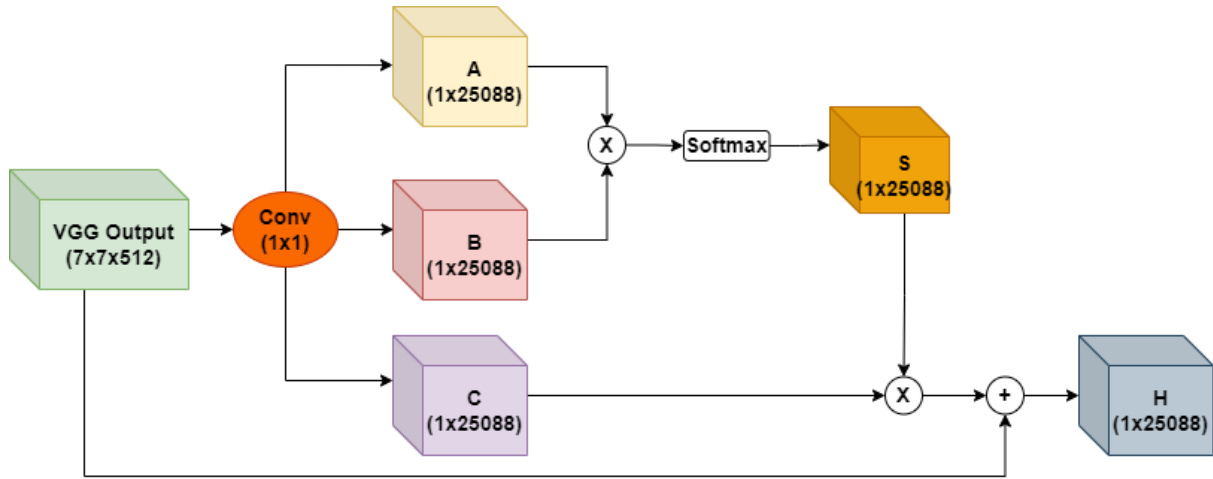 A
(1x25088)
X
Softmax
S
(1x25088)
VGG Output
(7x7x512)
Conv
(1x1)
B
(1x25088)
C
(1x25088)
X
+
H
(1x25088)